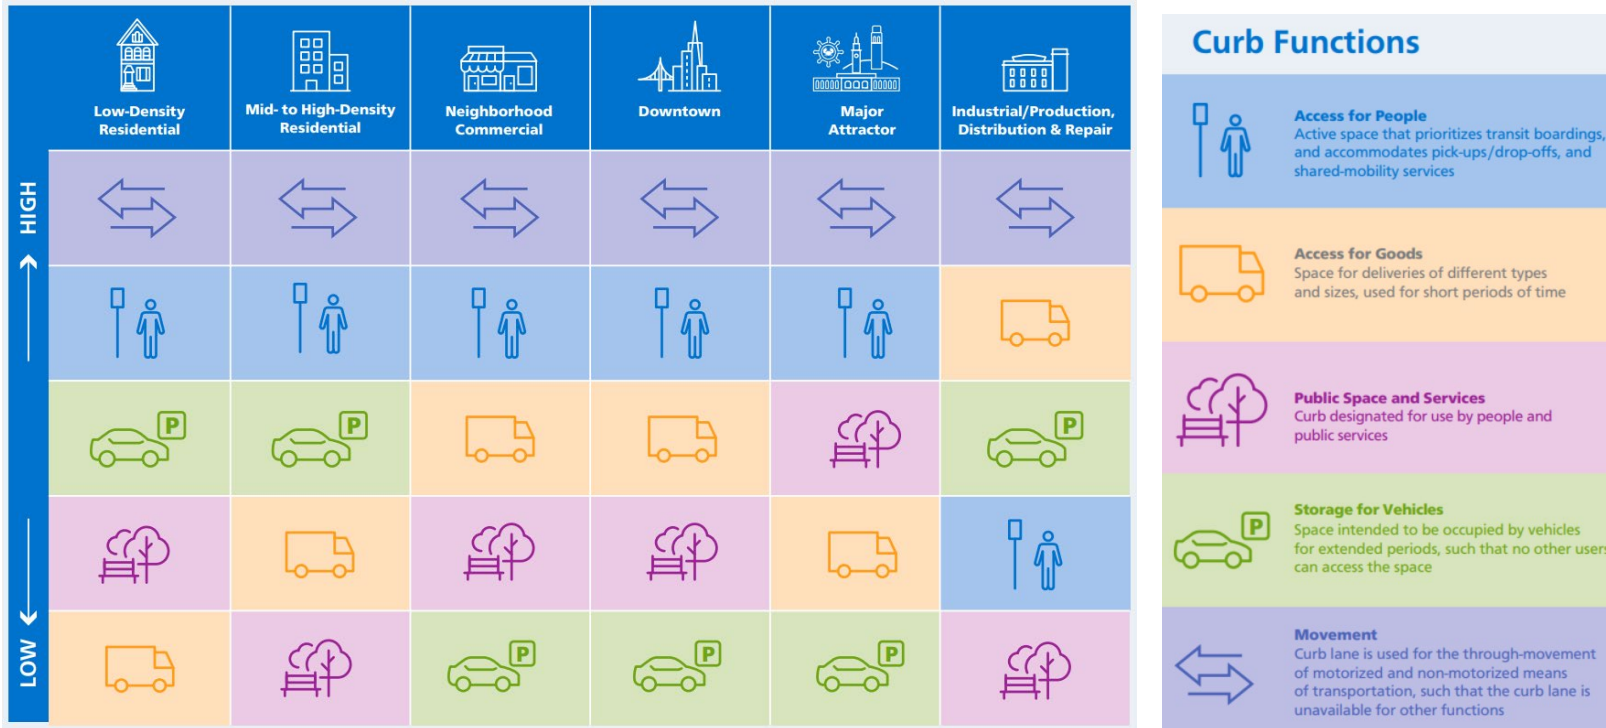 Low-Density
Residential
Mid- to High-Density
Residential
Neighborhood
Commercial
Downtown
Major
Attractor
Industrial/Production,
Distribution & Repair
HIGH
LOW
P
P
P
P
P
P
Curb Functions
Access for People
Active space that prioritizes transit boardings,
and accommodates pick-ups/drop-offs, and
shared-mobility services
Access for Goods
Space for deliveries of different types
and sizes, used for short periods of time
Public Space and Services
Curb designated for use by people and
public services
P
Storage for Vehicles
Space intended to be occupied by vehicles
for extended periods, such that no other users
can access the space
Movement
Curb lane is used for the through-movement
of motorized and non-motorized means
of transportation, such that the curb lane is
unavailable for other functions